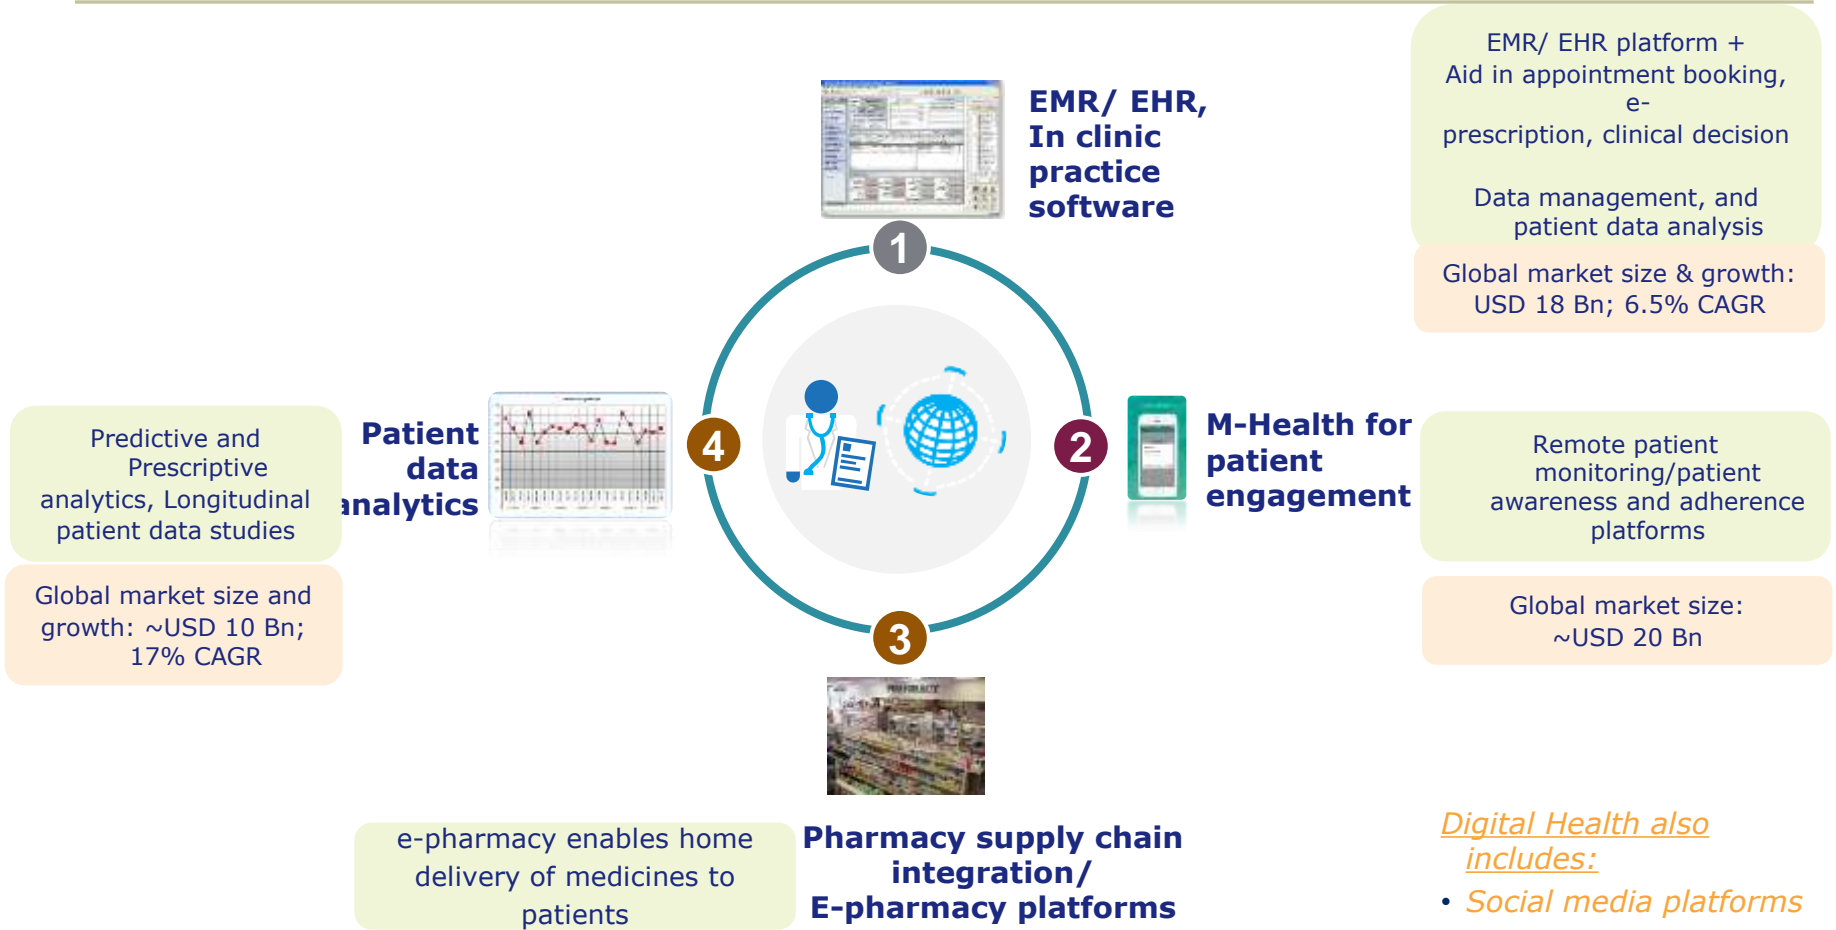 EMR/ EHR platform +
Aid in appointment booking,
e-
prescription, clinical decision
Data management, and
patient data analysis
Global market size & growth:
USD 18 Bn; 6.5% CAGR
EMR/ EHR,
In clinic
practice
software
1
2
M-Health for
patient
engagement
Remote patient
monitoring/patient
awareness and adherence
platforms
Global market size:
~USD 20 Bn
4
Patient
data
analytics
Predictive and
Prescriptive
analytics, Longitudinal
patient data studies
Global market size and
growth: ~USD 10 Bn;
17% CAGR
3
PHARMACY
Pharmacy supply chain
integration/
E-pharmacy platforms
e-pharmacy enables home
delivery of medicines to
patients
Digital Health also
includes:
• Social media platforms